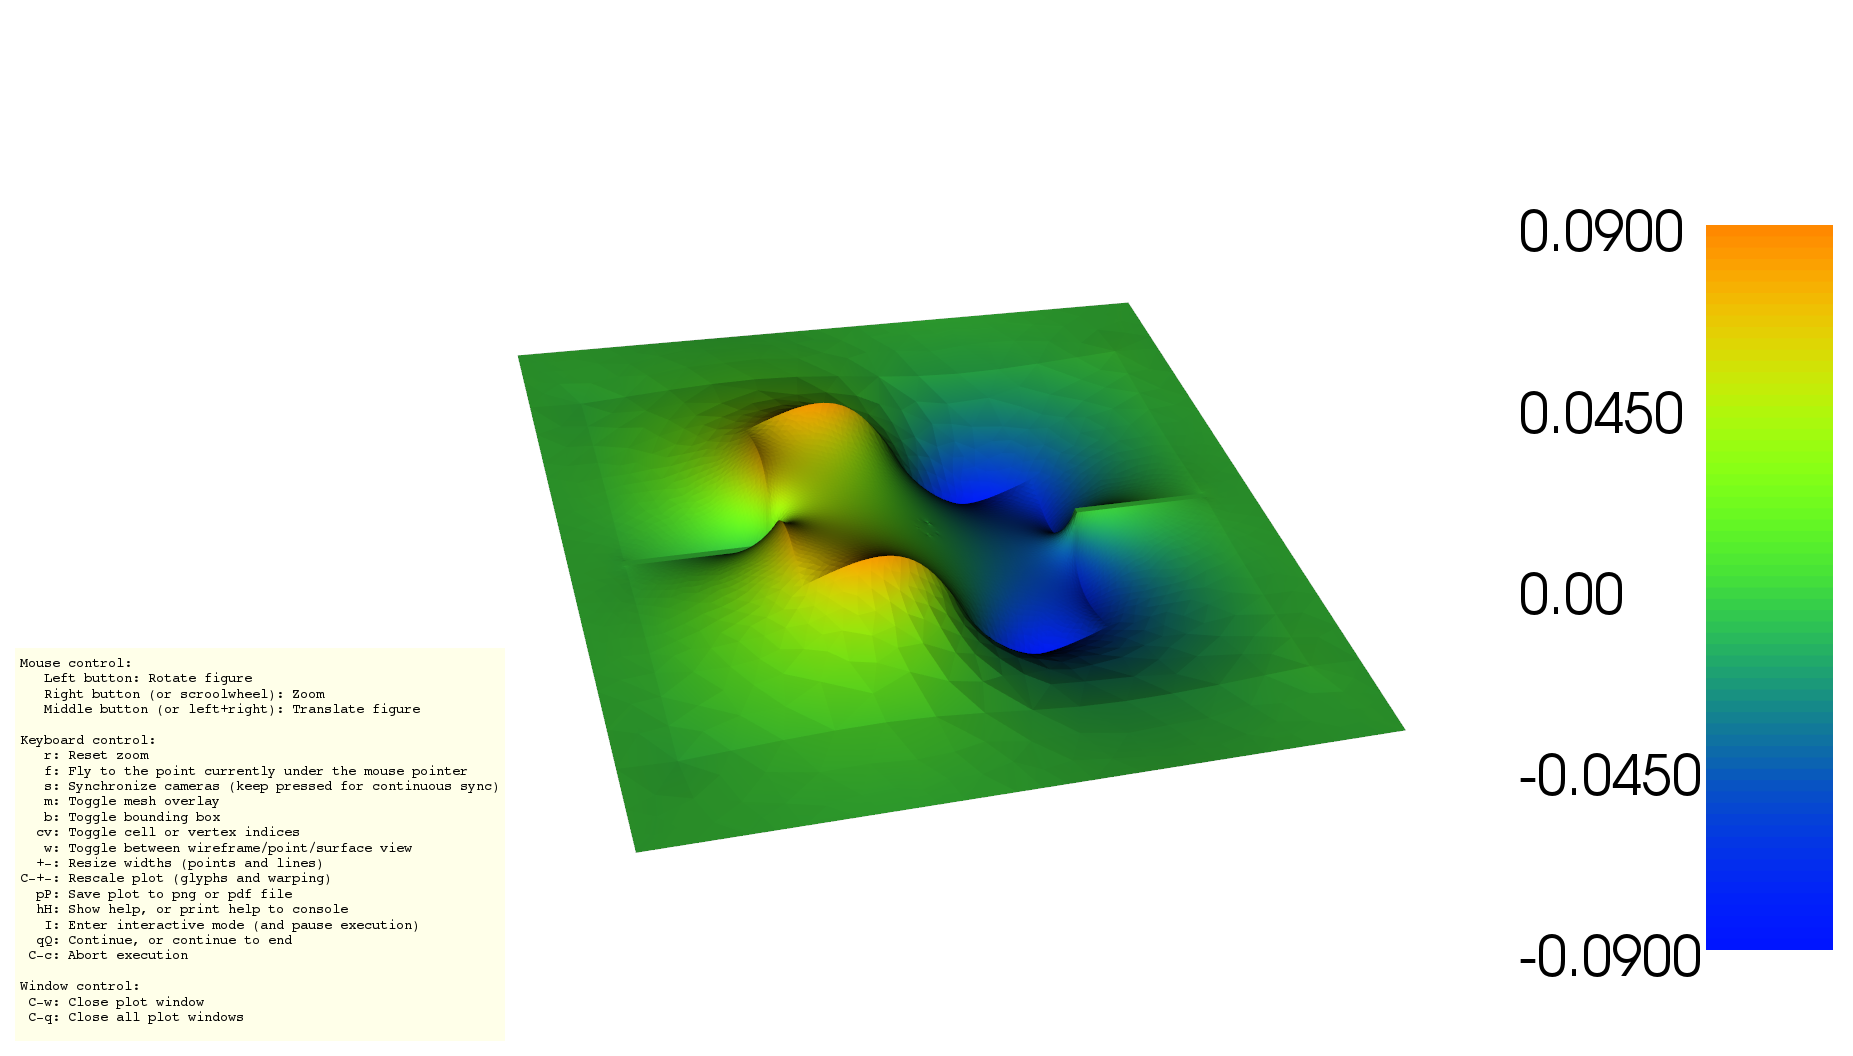 0.0900
0.0450
0.00
-0.0450
-0.0900
Mouse control:
Left button: Rotate figure
Right button (or scroolwheel): Zoom
Middle button (or left+right): Translate figure
Keyboard control:
r: Reset zoom
f: Fly to the point currently under the mouse pointer
s: Synchronize cameras (keep pressed for continuous sync)
m: Toggle mesh overlay
b: Toggle bounding box
cv: Toggle cell or vertex indices
w: Toggle between wireframe/point/surface view
+-: Resize widths (points and lines)
C-+-: Rescale plot (glyphs and warping)
pP: Save plot to png or pdf file
hH: Show help, or print help to console
I: Enter interactive mode (and pause execution)
qQ: Continue, or continue to end
C-c: Abort execution
Window control:
C-w: Close plot window
C-q: Close all plot windows